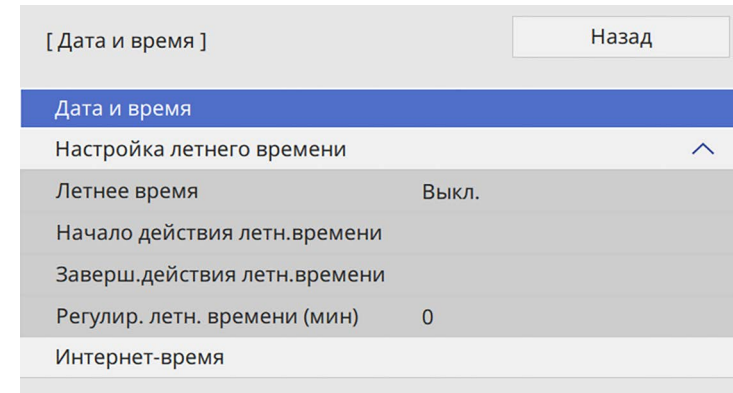 [ Дата и время ]
Назад
Дата и время
Настройка летнего времени
Летнее время Выкл.
Начало действия летн.времени
Заверш.действия летн.времени
Регулир. летн. времени (мин) 0
Интернет-время